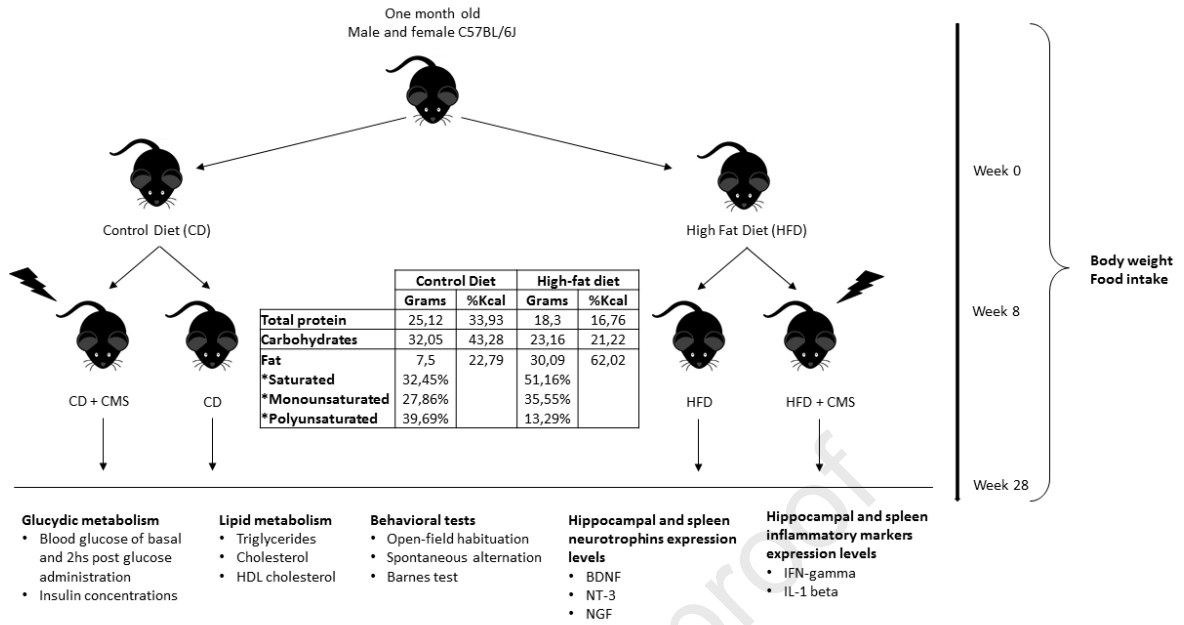 One month old
Male and female C57BL/6J
Week 0
Control Diet (CD)
High Fat Diet (HFD)
Body weight
Food intake
Control Diet High-fat diet
Grams %Kcal Grams %Kcal
Total protein 25,12 33,93 18,3 16,76
Carbohydrates 32,05 43,28 23,16 21,22
Fat 7,5 22,79 30,09 62,02
*Saturated 32,45% 51,16%
*Monounsaturated 27,86% 35,55%
*Polyunsaturated 39,69% 13,29%
Week 8
CD + CMS
CD
HFD
HFD + CMS
Week 28
Glucydic metabolism
• Blood glucose of basal
and 2hs post glucose
administration
• Insulin concentrations
Lipid metabolism
• Triglycerides
• Cholesterol
• HDL cholesterol
Behavioral tests
• Open-field habituation
• Spontaneous alternation
• Barnes test
Hippocampal and spleen
neurotrophins expression
levels
• BDNF
• NT-3
• NGF
Hippocampal and spleen
inflammatory markers
expression levels
• IFN-gamma
• IL-1 beta
proof